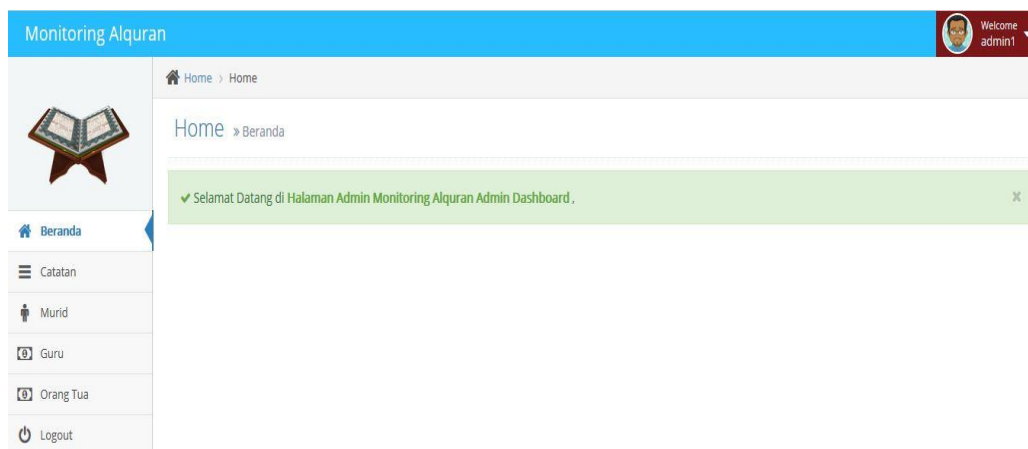 Monitoring Alquran
Welcome
admin1
Home > Home
Home » Beranda
Selamat Datang di Halaman Admin Monitoring Alquran Admin Dashboard ,
x
Beranda
Catatan
Murid
Guru
Orang Tua
Logout